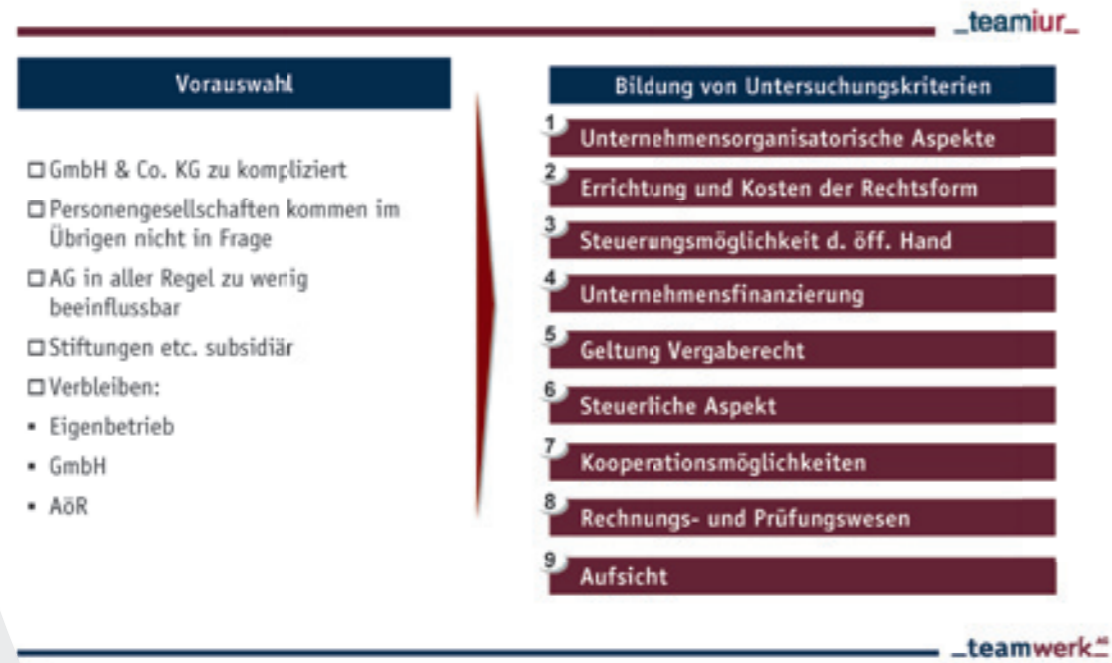 _teamiur_
Vorauswahl
□ GmbH & Co. KG zu kompliziert
□ Personengesellschaften kommen im
Übrigen nicht in Frage
□ AG in aller Regel zu wenig
beeinflussbar
□ Stiftungen etc. subsidiär
□ Verbleiben:
▪ Eigenbetrieb
▪ GmbH
▪ AöR
Bildung von Untersuchungskriterien
1 Unternehmensorganisatorische Aspekte
2 Errichtung und Kosten der Rechtsform
3 Steuerungsmöglichkeit d. öff. Hand
4 Unternehmensfinanzierung
5 Geltung Vergaberecht
6 Steuerliche Aspekt
7 Kooperationsmöglichkeiten
8 Rechnungs- und Prüfungswesen
9 Aufsicht
_teamwerk AG